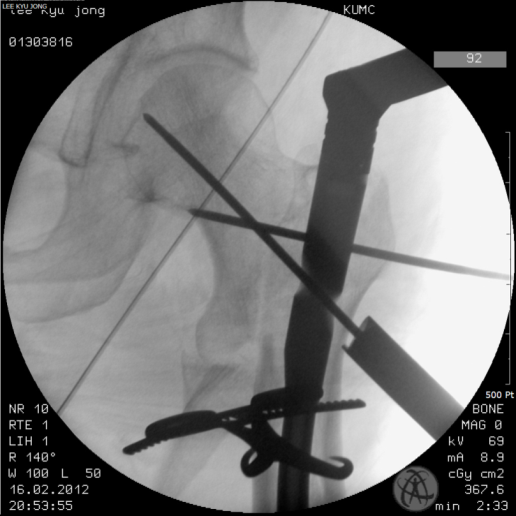 LEE KYU JONG
Lee Kyu jong
KUMC
01303816
92
500 Pt
NR 10
RTE 1
LIH 1
R 140°
W 100 L 50
16.02.2012
20:53:55
BONE
MAG 0
kV 69
mA 8.9
cGy cm2
367.6
min 2:33